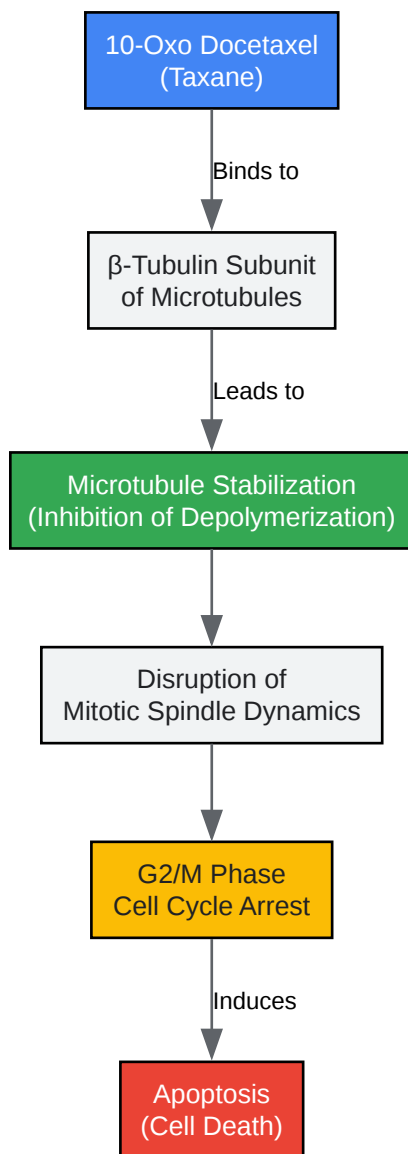 10-Oxo Docetaxel
(Taxane)
Binds to
β-Tubulin Subunit
of Microtubules
Leads to
Microtubule Stabilization
(Inhibition of Depolymerization)
Disruption of
Mitotic Spindle Dynamics
G2/M Phase
Cell Cycle Arrest
Induces
Apoptosis
(Cell Death)